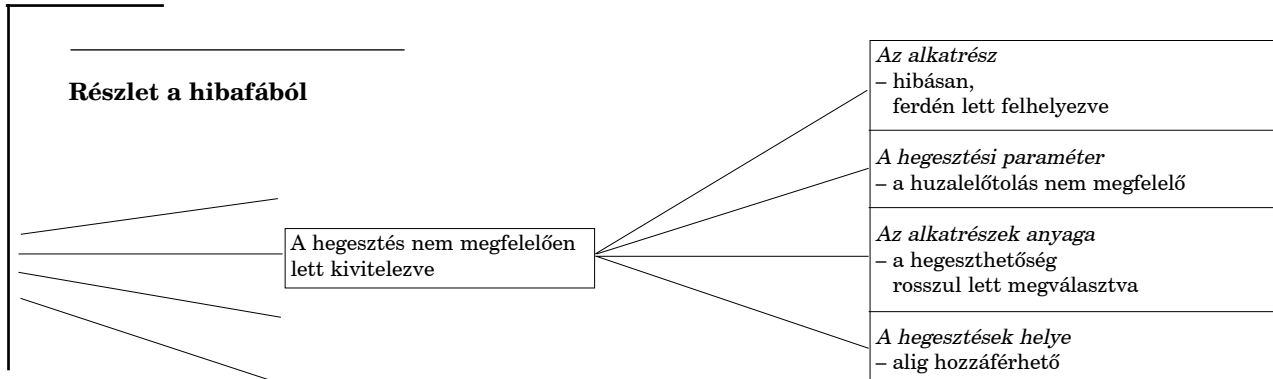 Részlet a hibafából
A hegesztés nem megfelelően
lett kivitelezve
Az alkatrész
– hibásan,
ferdén lett felhelyezve
A hegesztési paraméter
– a huzalelőtolás nem megfelelő
Az alkatrészek anyaga
– a hegeszthetőség
rosszul lett megválasztva
A hegesztések helye
– alig hozzáférhető